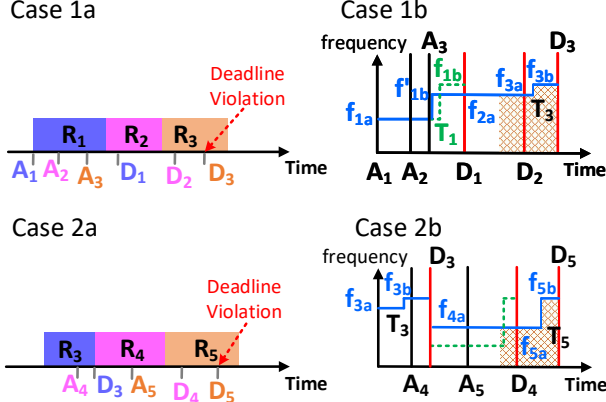 Case 1a
Deadline
Violation
R1 R2 R3
Time
A1 A2 A3 D1 D2 D3
Case 1b
frequency
A3 D3
f1a f'1b f1b f2a f3a f3b
T1 T3
A1 A2 D1 D2 Time
Case 2a
Deadline
Violation
R3 R4 R5
Time
A4 D3 A5 D4 D5
Case 2b
frequency
D3 D5
f3a f3b f4a f5a f5b
T3 T5
A4 A5 D4 Time